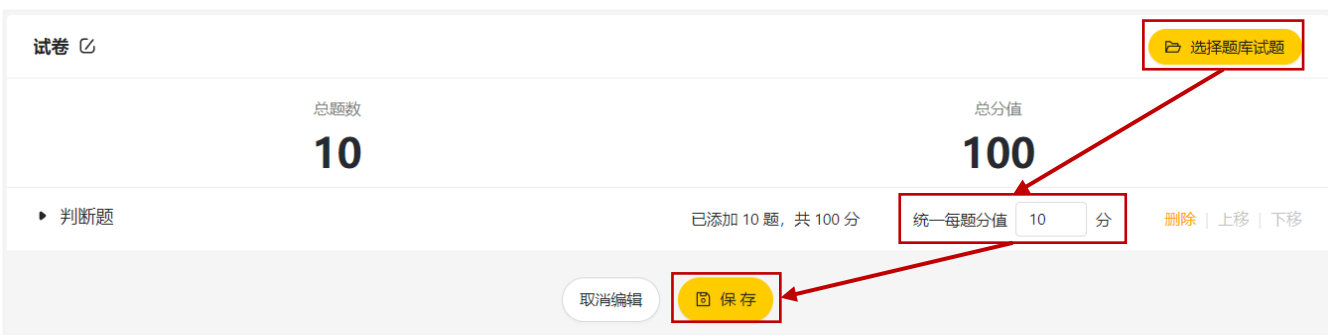 试卷
选择题库试题
总题数
总分值
10
100
判断题
已添加 10 题，共 100 分
统一每题分值 10 分
删除 | 上移 | 下移
取消编辑
保存